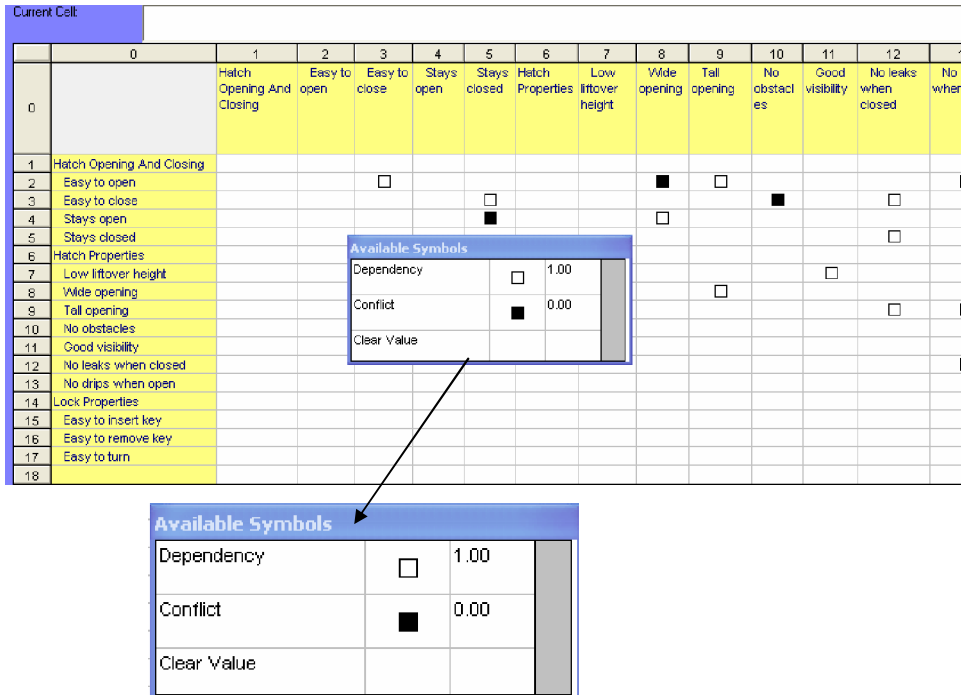 Current Cell:
0 1 2 3 4 5 6 7 8 9 10 11 12 1
0
Hatch Opening And Closing
Easy to open
Easy to close
Stays open
Stays closed
Hatch Properties
Low liftover height
Wide opening
Tall opening
No obstacl es
Good visibility
No leaks when closed
No when
1 Hatch Opening And Closing
2 Easy to open
3 Easy to close
4 Stays open
5 Stays closed
6 Hatch Properties
7 Low liftover height
8 Wide opening
9 Tall opening
10 No obstacles
11 Good visibility
12 No leaks when closed
13 No drips when open
14 Lock Properties
15 Easy to insert key
16 Easy to remove key
17 Easy to turn
18
Available Symbols
Dependency 1.00
Conflict 0.00
Clear Value
Available Symbols
Dependency 1.00
Conflict 0.00
Clear Value